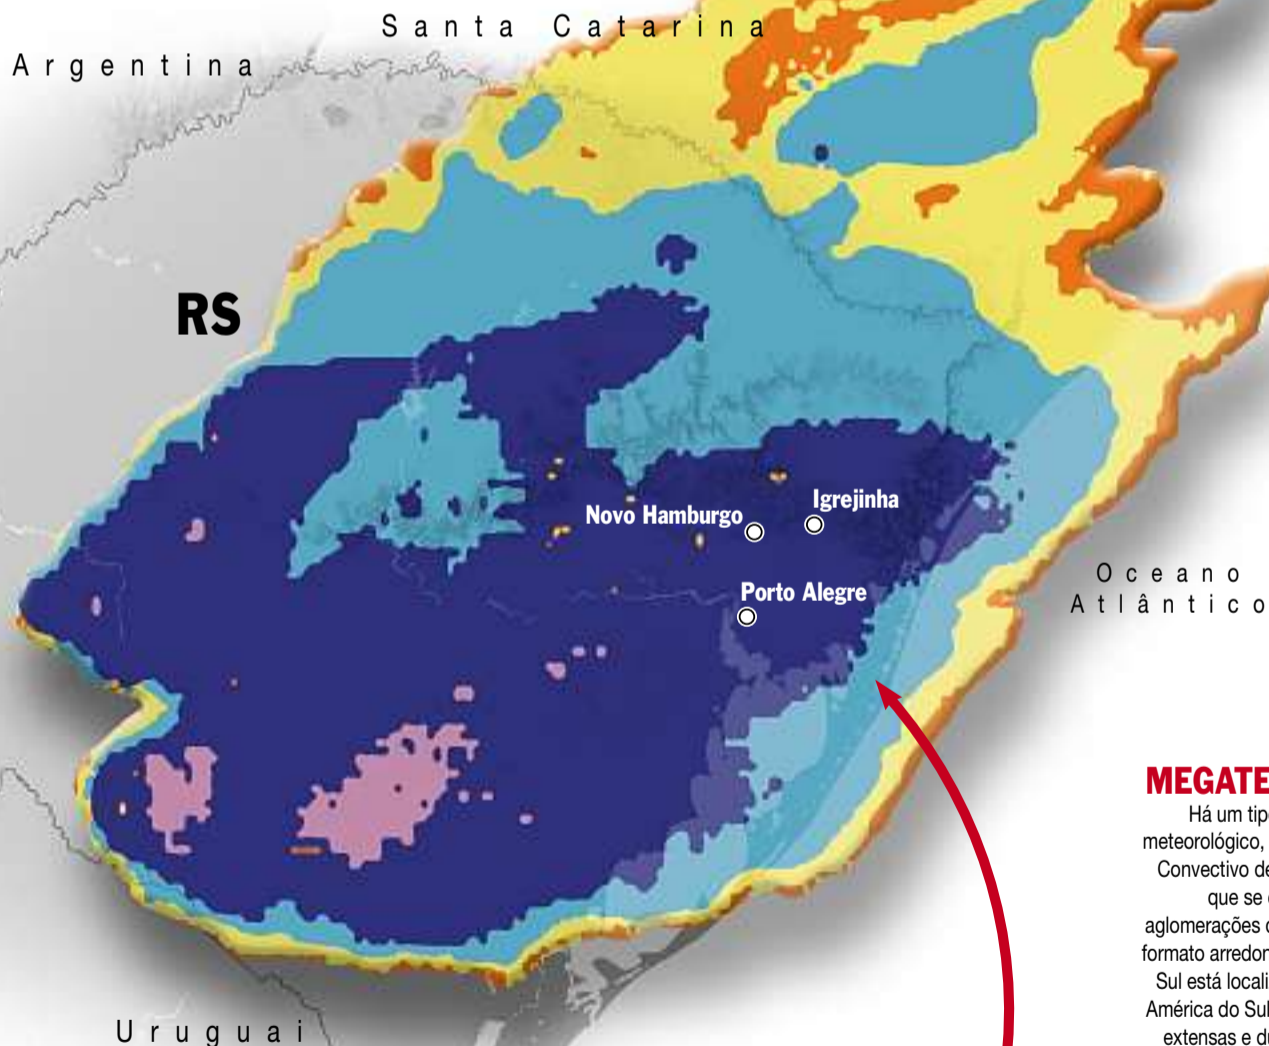 Santa Catarina
Argentina
RS
Igrejinha
Novo Hamburgo
Porto Alegre
Oceano
Atlântico
MEGATE
Há um tip
meteorológico,
Convectivo de
que se
aglomerações
formato arredon
Sul está locali
América do Sul
extensas e du
Uruguai